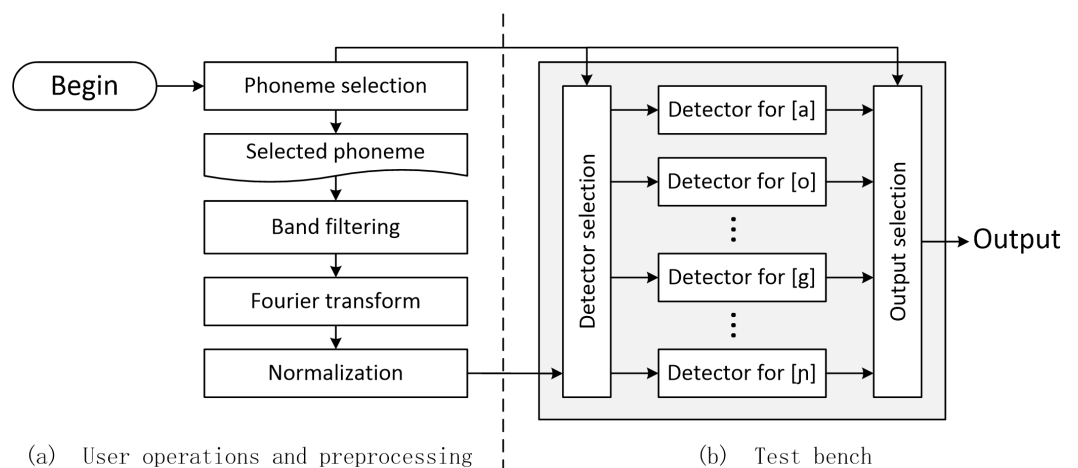 Begin
Phoneme selection
Selected phoneme
Band filtering
Fourier transform
Normalization
(a) User operations and preprocessing
Detector selection
Detector for [a]
Detector for [o]
⋮
Detector for [g]
⋮
Detector for [ɲ]
Output selection
Output
(b) Test bench